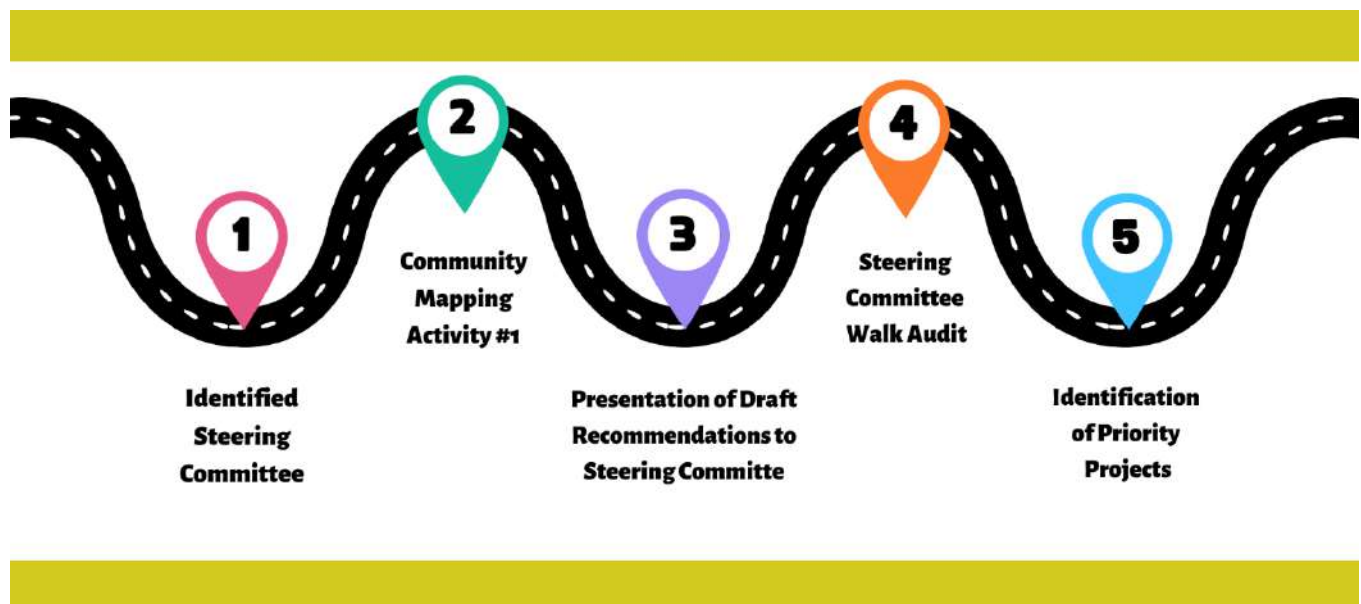 1
Identified
Steering
Committee
2
Community
Mapping
Activity #1
3
Presentation of Draft
Recommendations to
Steering Committe
4
Steering
Committee
Walk Audit
5
Identification
of Priority
Projects